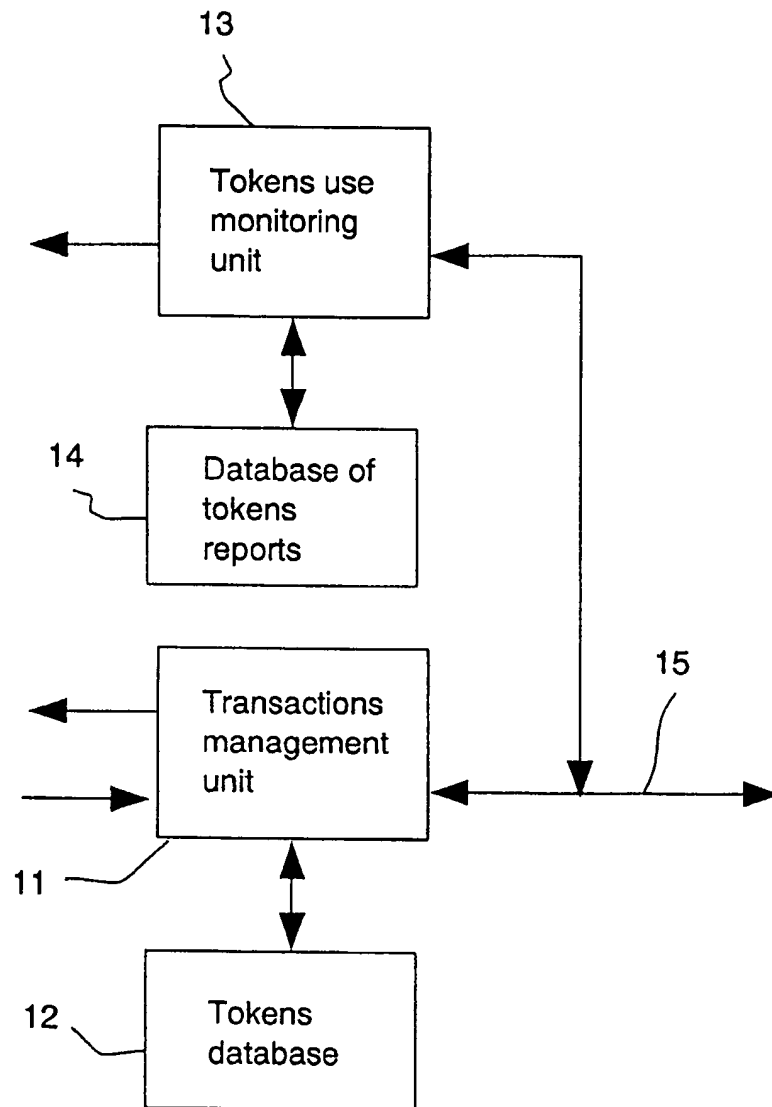 13
Tokens use
monitoring
unit
14
Database of
tokens
reports
15
Transactions
management
unit
11
12
Tokens
database